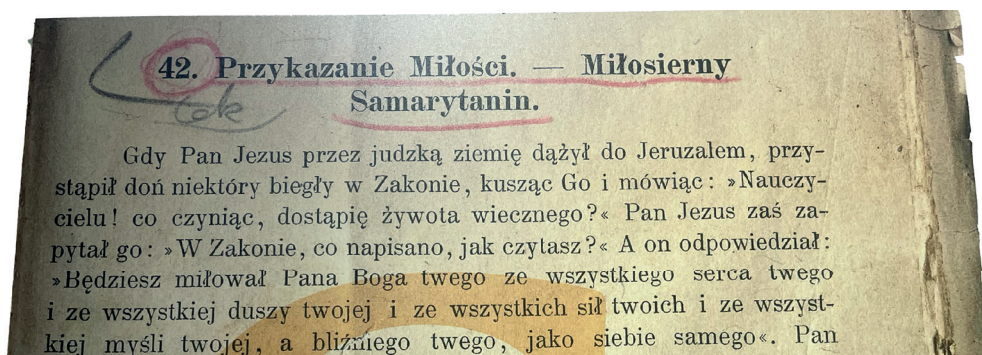 42. Przykazanie Miłości. — Miłosierny
Samarytanin.
tek
Gdy Pan Jezus przez judzką ziemię dążył do Jeruzalem, przy-
stąpił doń niektóry biegły w Zakonie, kusząc Go i mówiąc: »Nauczy-
cielu! co czyniąc, dostąpię żywota wiecznego?« Pan Jezus zaś za-
pytał go: »W Zakonie, co napisano, jak czytasz?« A on odpowiedział:
»Będziesz miłował Pana Boga twego ze wszystkiego serca twego
i ze wszystkiej duszy twojej i ze wszystkich sił twoich i ze wszyst-
kiej myśli twojej, a bliźniego twego, jako siebie samego«. Pan